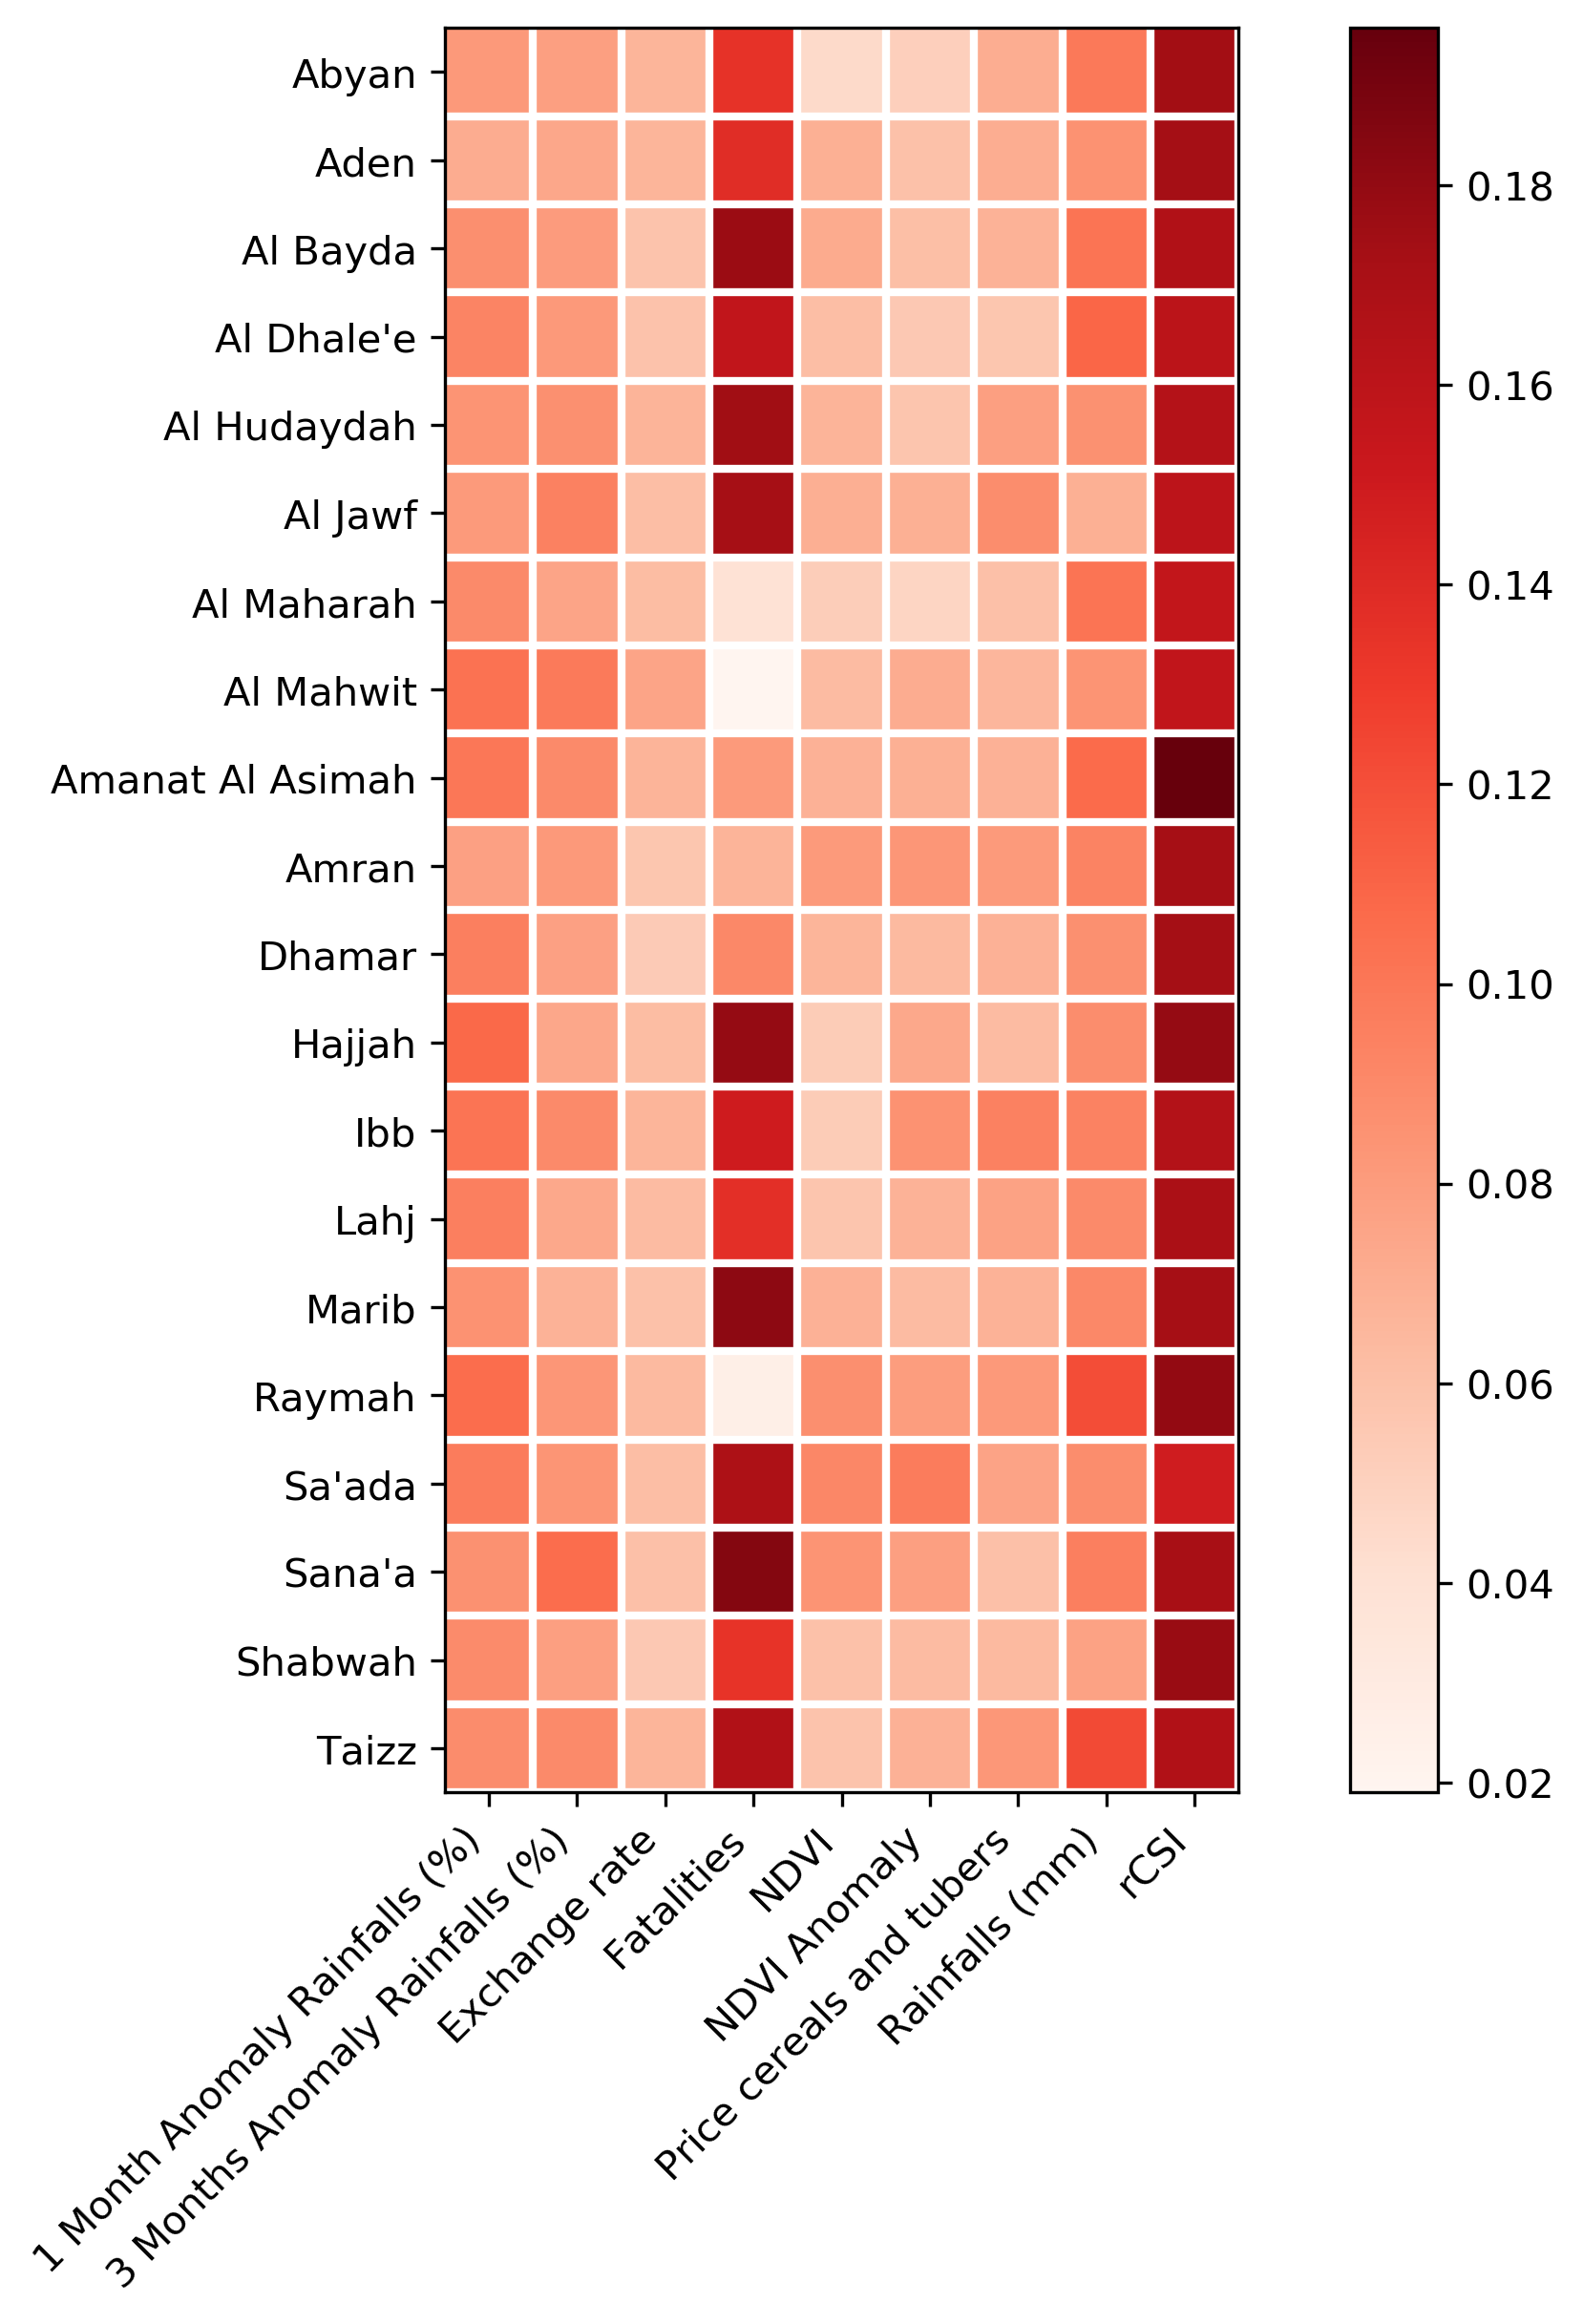 Abyan
Aden
Al Bayda
Al Dhale'e
Al Hudaydah
Al Jawf
Al Maharah
Al Mahwit
Amanat Al Asimah
Amran
Dhamar
Hajjah
Ibb
Lahj
Marib
Raymah
Sa'ada
Sana'a
Shabwah
Taizz
1 Month Anomaly Rainfalls (%)
3 Months Anomaly Rainfalls (%)
Exchange rate
Fatalities
NDVI
NDVI Anomaly
Price cereals and tubers
Rainfalls (mm)
rCSI
0.18
0.16
0.14
0.12
0.10
0.08
0.06
0.04
0.02